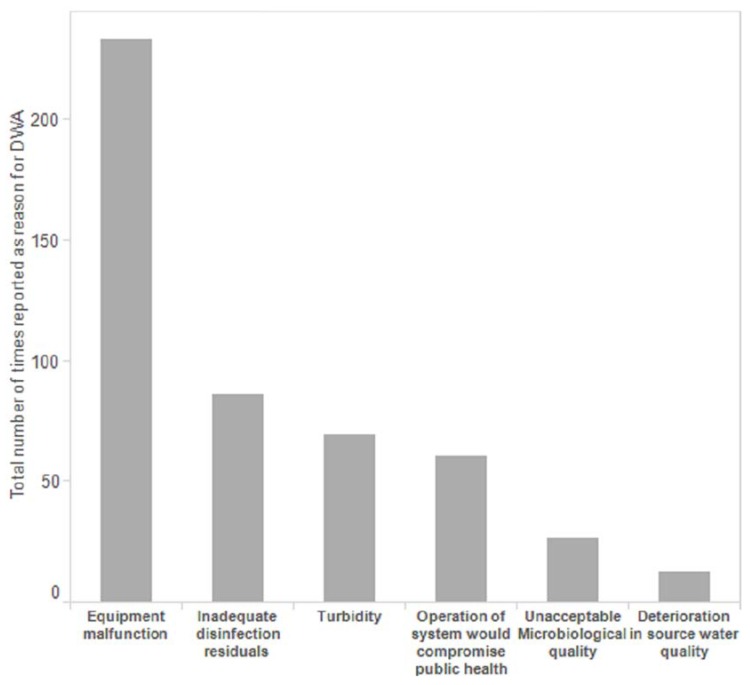 Total number of times reported as reason for DWA
200
150
100
50
0
Equipment
malfunction
Inadequate
disinfection
residuals
Turbidity
Operation of
system would
compromise
public health
Unacceptable
Microbiological
quality
Deterioration
in source water
quality